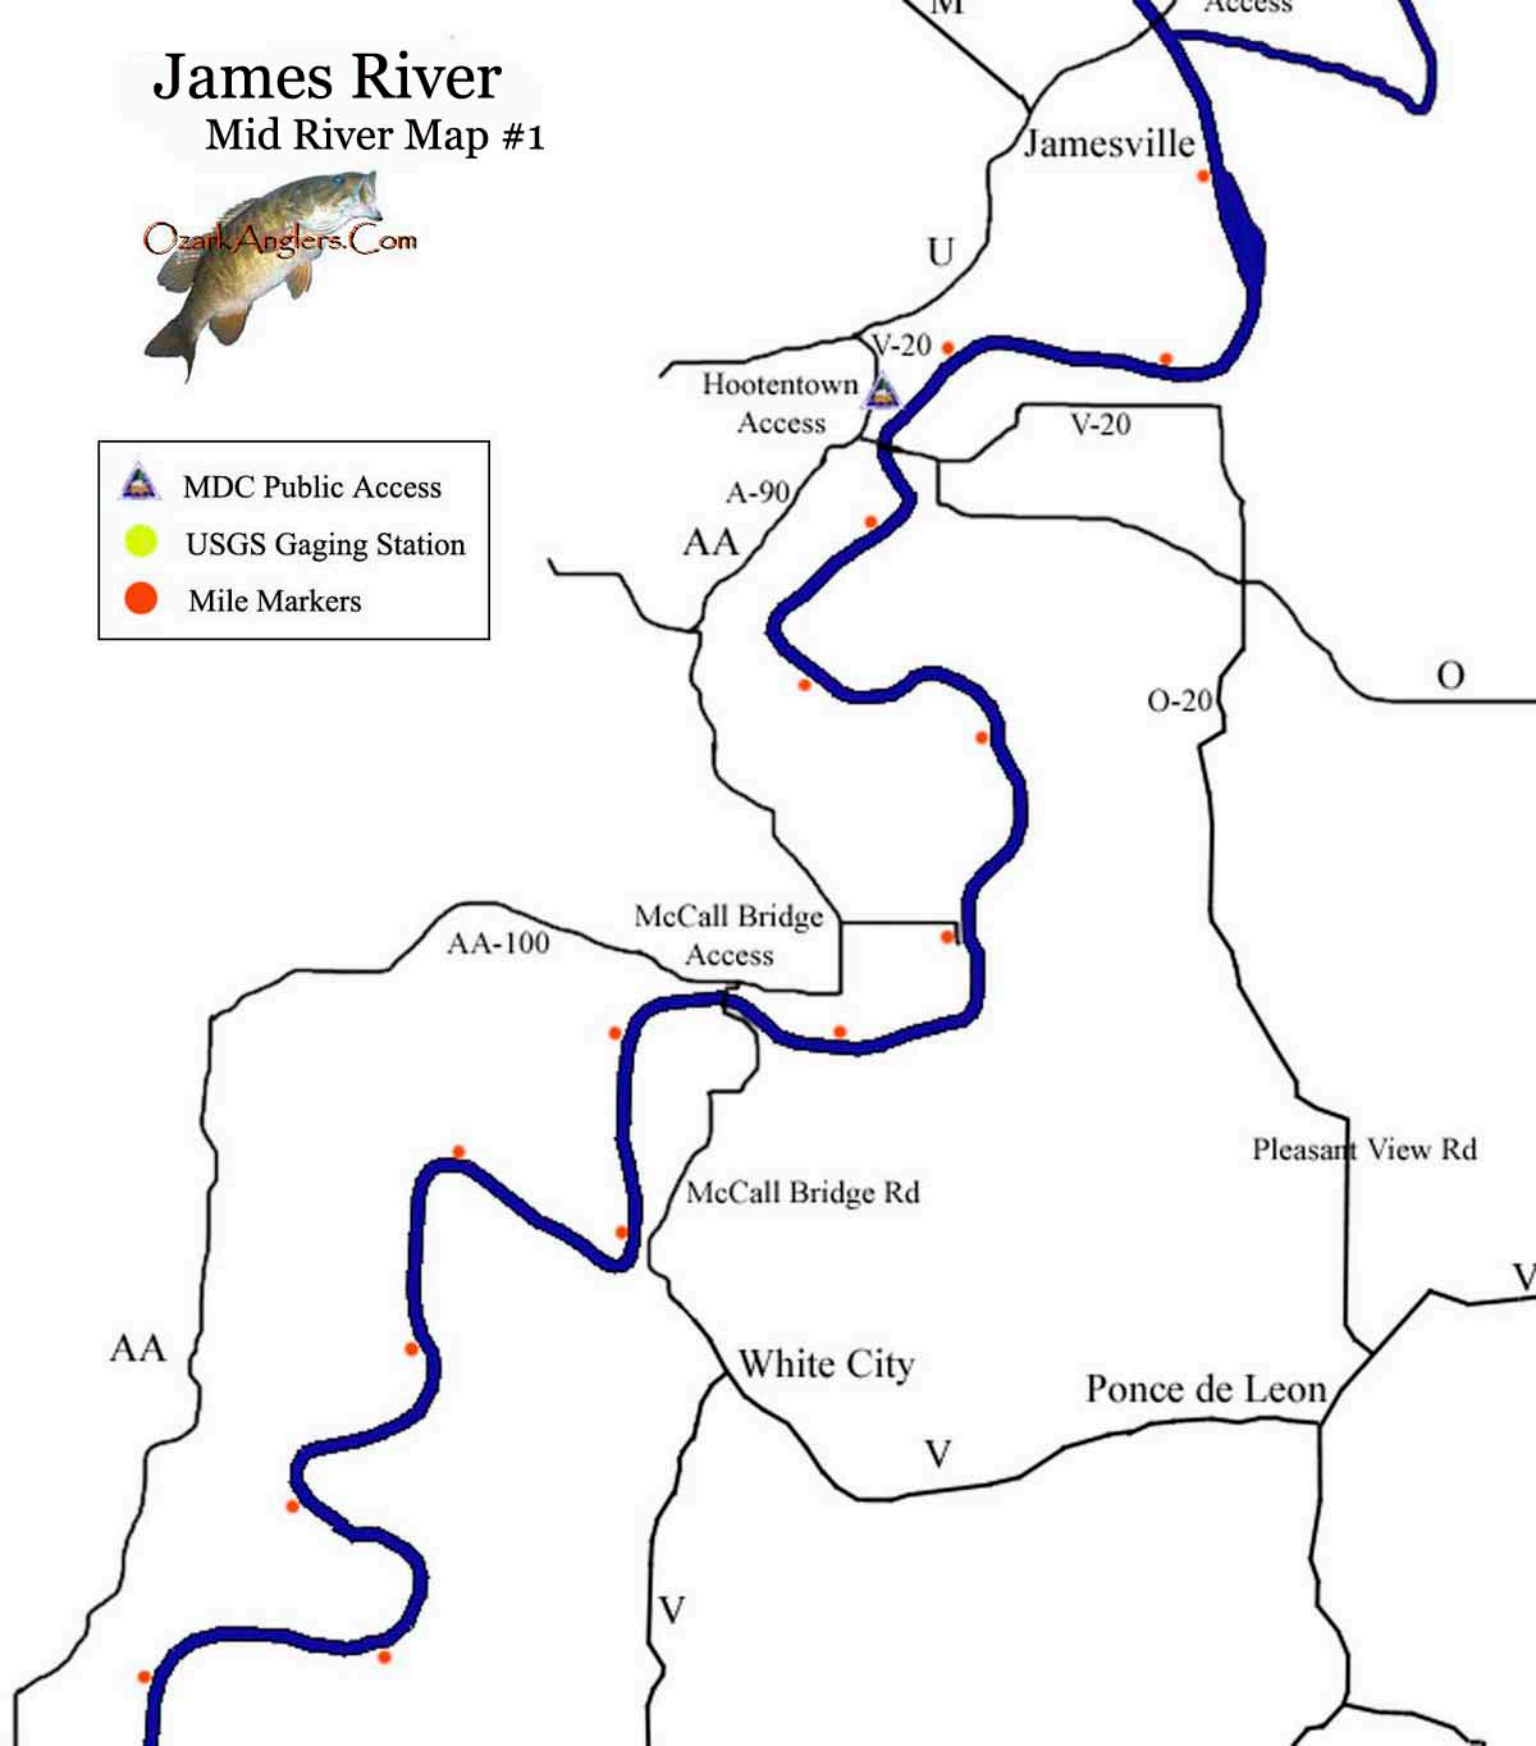 M
Access
James River
Mid River Map #1
Jamesville
OzarkAnglers.Com
U
V-20
Hootentown
Access
V-20
MDC Public Access
A-90
USGS Gaging Station
AA
Mile Markers
O
O-20
McCall Bridge
Access
AA-100
Pleasant View Rd
McCall Bridge Rd
V
AA
White City
Ponce de Leon
V
V